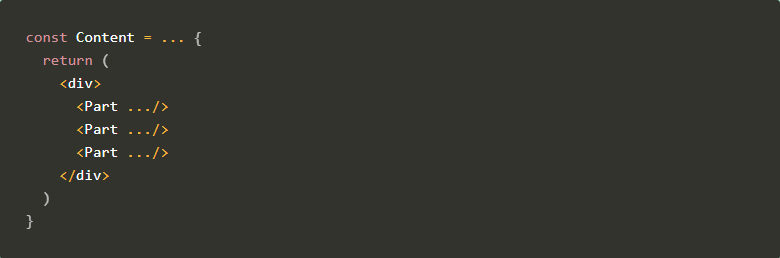 const Content = ... {
  return (
    <div>
      <Part .../>
      <Part .../>
      <Part .../>
    </div>
  )
}